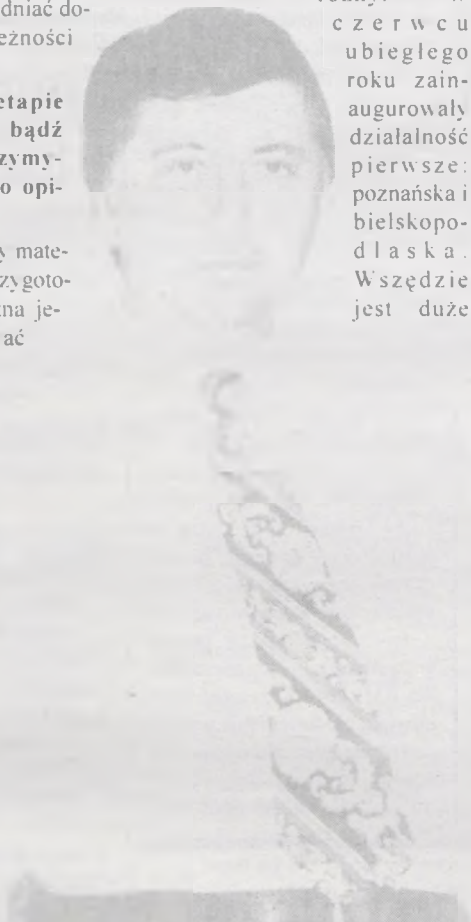 dniać do-
eżności
etapie
bądź
zymy-
o opi-
mate-
zygoto-
na je-
ać
w
czerwcu
ubiegłego
roku zain-
augurowały
działalność
pierwsze:
poznańska i
bielskopo-
dlaska.
Wszędzie
jest duże